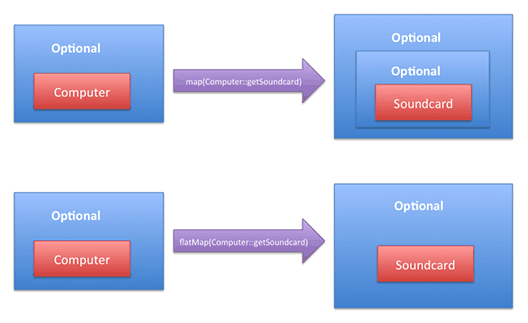 Optional
Computer
map(Computer::getSoundcard)
Optional
Optional
Soundcard
Optional
Computer
flatMap(Computer::getSoundcard)
Optional
Soundcard